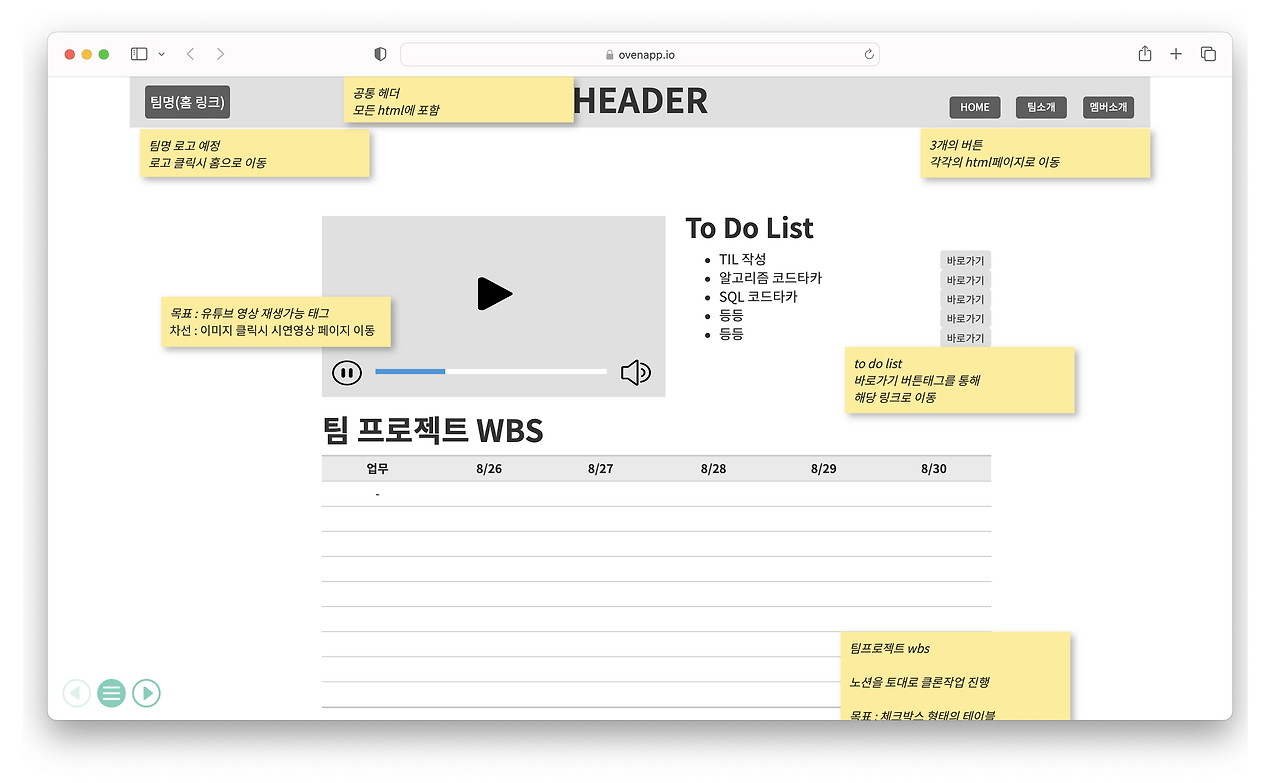 ovenapp.io
팀명(홈 링크)
공통 헤더
모든 html에 포함
HEADER
HOME
팀소개
멤버소개
팀명 로고 예정
로고 클릭시 홈으로 이동
3개의 버튼
각각의 html페이지로 이동
To Do List
TIL 작성
바로가기
알고리즘 코드타카
바로가기
SQL 코드타카
바로가기
등등
바로가기
등등
바로가기
목표 : 유튜브 영상 재생가능 태그
차선 : 이미지 클릭시 시연영상 페이지 이동
to do list
바로가기 버튼태그를 통해
해당 링크로 이동
팀 프로젝트 WBS
업무 8/26 8/27 8/28 8/29 8/30
-
팀프로젝트 wbs
노션을 토대로 클론작업 진행
목표 : 체크박스 형태의 테이블